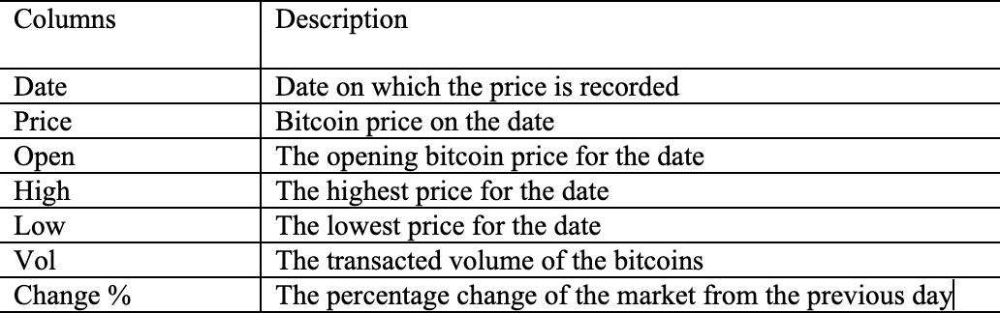 Columns Description
Date Date on which the price is recorded
Price Bitcoin price on the date
Open The opening bitcoin price for the date
High The highest price for the date
Low The lowest price for the date
Vol The transacted volume of the bitcoins
Change % The percentage change of the market from the previous day